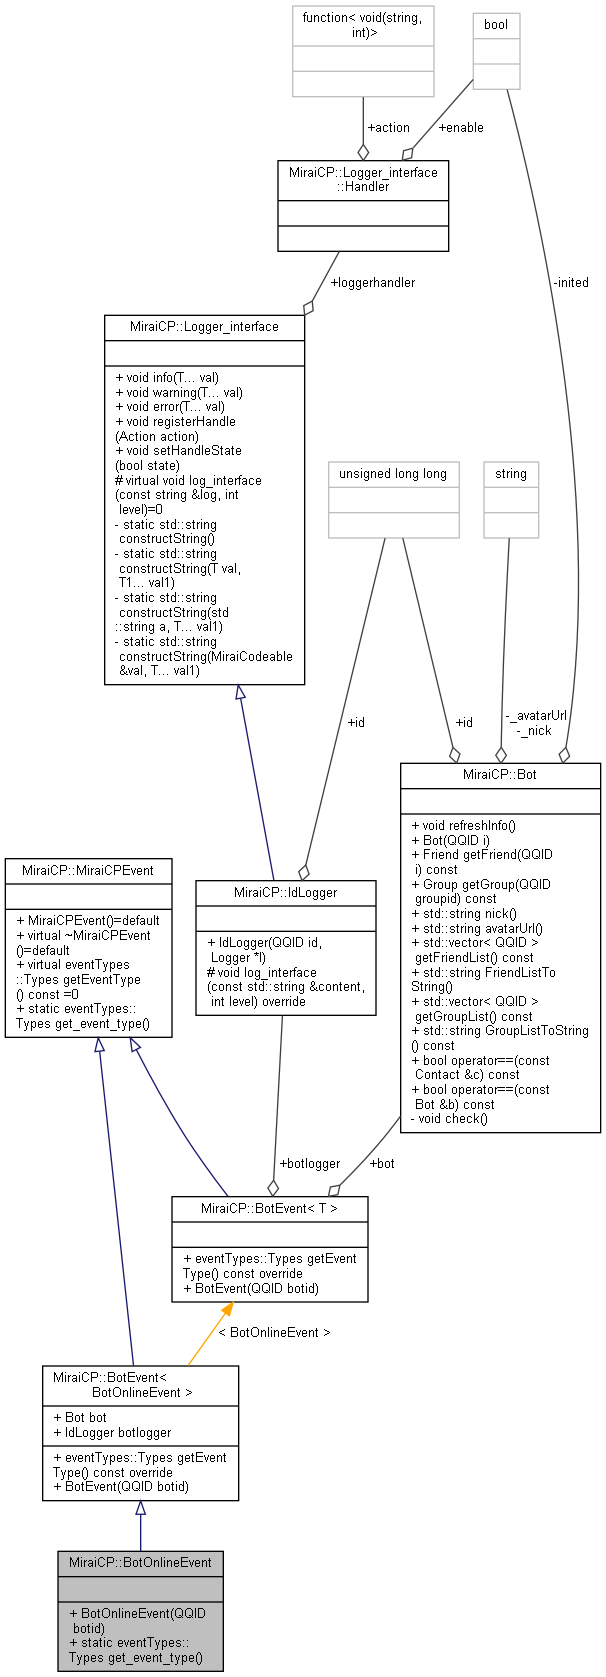 function< void(string,
int)>
bool
+action
+enable
MiraiCP::Logger_interface
::Handler
+loggerhandler
-inited
MiraiCP::Logger_interface
+ void info(T... val)
+ void warning(T... val)
+ void error(T... val)
+ void registerHandle
(Action action)
+ void setHandleState
(bool state)
# virtual void log_interface
(const string &log, int
level)=0
- static std::string
constructString()
- static std::string
constructString(T val,
T1... val1)
- static std::string
constructString(std
::string a, T... val1)
- static std::string
constructString(MiraiCodeable
&val, T... val1)
unsigned long long
string
+id
+id
-_avatarUrl
-_nick
MiraiCP::Bot
+ void refreshInfo()
+ Bot(QQID i)
+ Friend getFriend(QQID
i) const
+ Group getGroup(QQID
groupid) const
+ std::string nick()
+ std::string avatarUrl()
+ std::vector< QQID >
getFriendList() const
+ std::string FriendListTo
String()
+ std::vector< QQID >
getGroupList() const
+ std::string GroupListToString
() const
+ bool operator==(const
Contact &c) const
+ bool operator==(const
Bot &b) const
- void check()
MiraiCP::MiraiCPEvent
+ MiraiCPEvent()=default
+ virtual ~MiraiCPEvent
()=default
+ virtual eventTypes
::Types getEventType
() const =0
+ static eventTypes::
Types get_event_type()
MiraiCP::IdLogger
+ IdLogger(QQID id,
Logger *l)
# void log_interface
(const std::string &content,
int level) override
+botlogger
+bot
MiraiCP::BotEvent< T >
+ eventTypes::Types getEvent
Type() const override
+ BotEvent(QQID botid)
< BotOnlineEvent >
MiraiCP::BotEvent<
BotOnlineEvent >
+ Bot bot
+ IdLogger botlogger
+ eventTypes::Types getEvent
Type() const override
+ BotEvent(QQID botid)
MiraiCP::BotOnlineEvent
+ BotOnlineEvent(QQID
botid)
+ static eventTypes::
Types get_event_type()